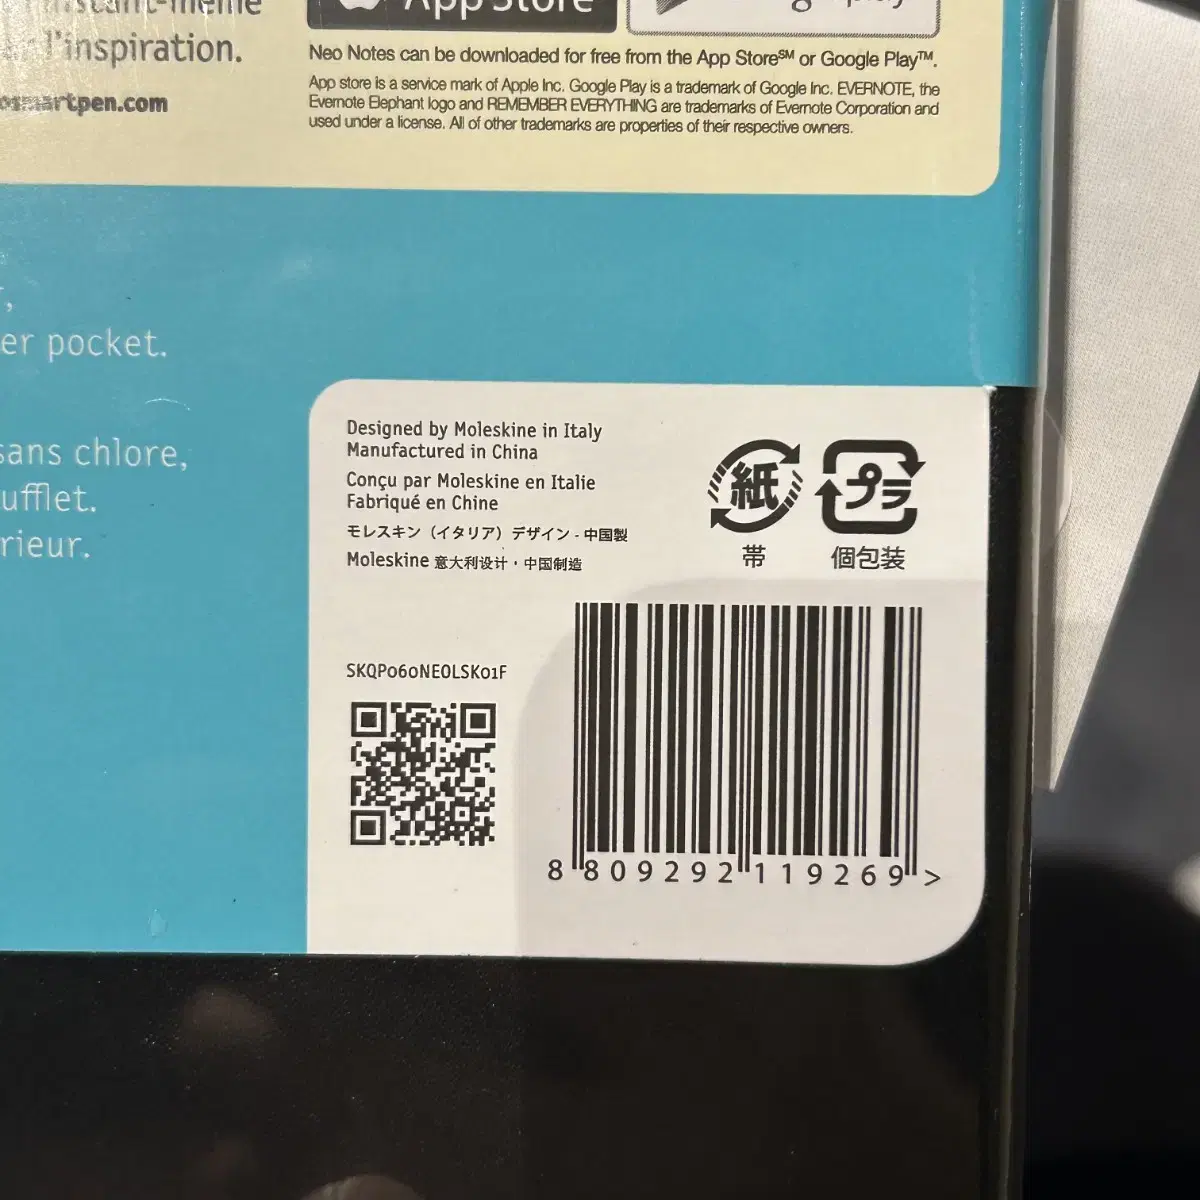 instant-même
l'inspiration.
osmartpen.com
App Store
Neo Notes can be downloaded for free from the App Store℠ or Google Play™.
App store is a service mark of Apple Inc. Google Play is a trademark of Google Inc. EVERNOTE, the
Evernote Elephant logo and REMEMBER EVERYTHING are trademarks of Evernote Corporation and
used under a license. All of other trademarks are properties of their respective owners.
er pocket.
sans chlore,
ufflet.
rieur.
Designed by Moleskine in Italy
Manufactured in China
Conçu par Moleskine en Italie
Fabriqué en Chine
モレスキン（イタリア）デザイン - 中国製
Moleskine 意大利设计・中国制造
紙
プラ
帯
個包装
SKQP060NEOLSK01F
8 809292 119269 >